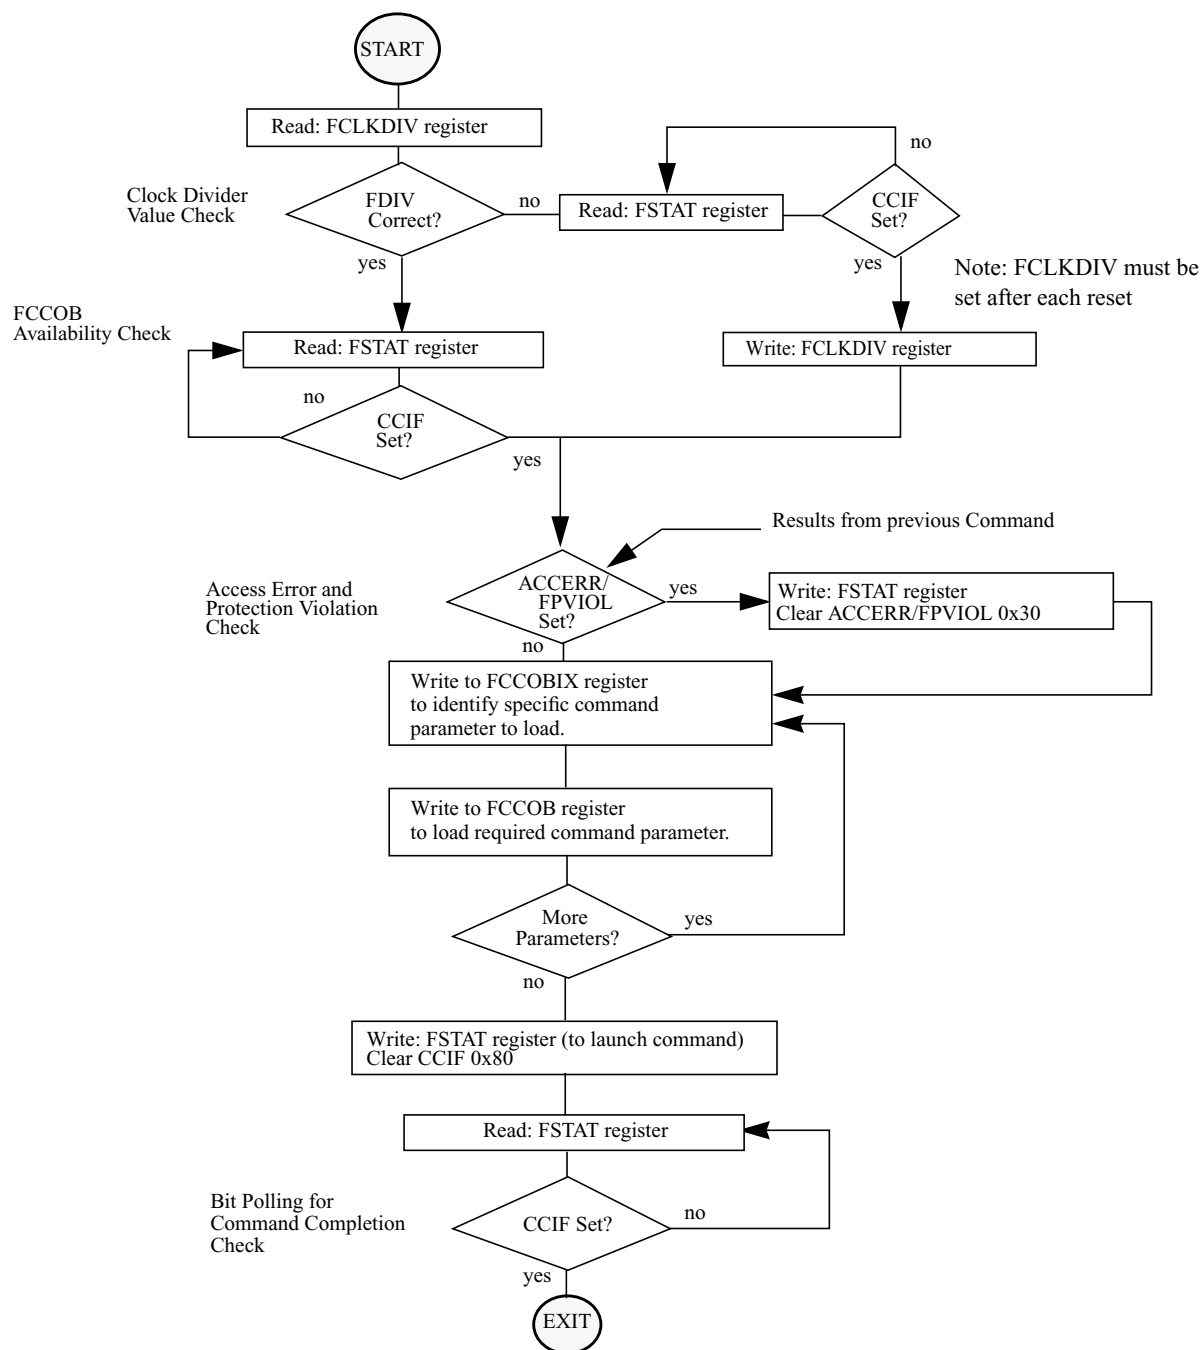 START
Read: FCLKDIV register
no
Clock Divider
Value Check
FDIV
Correct?
no
Read: FSTAT register
CCIF
Set?
yes
yes
Note: FCLKDIV must be
set after each reset
FCCOB
Availability Check
Read: FSTAT register
Write: FCLKDIV register
no
CCIF
Set?
yes
Results from previous Command
Access Error and
Protection Violation
Check
ACCERR/
FPVIOL
Set?
yes
Write: FSTAT register
Clear ACCERR/FPVIOL 0x30
no
Write to FCCOBIX register
to identify specific command
parameter to load.
Write to FCCOB register
to load required command parameter.
More
Parameters?
yes
no
Write: FSTAT register (to launch command)
Clear CCIF 0x80
Read: FSTAT register
Bit Polling for
Command Completion
Check
CCIF Set?
no
yes
EXIT